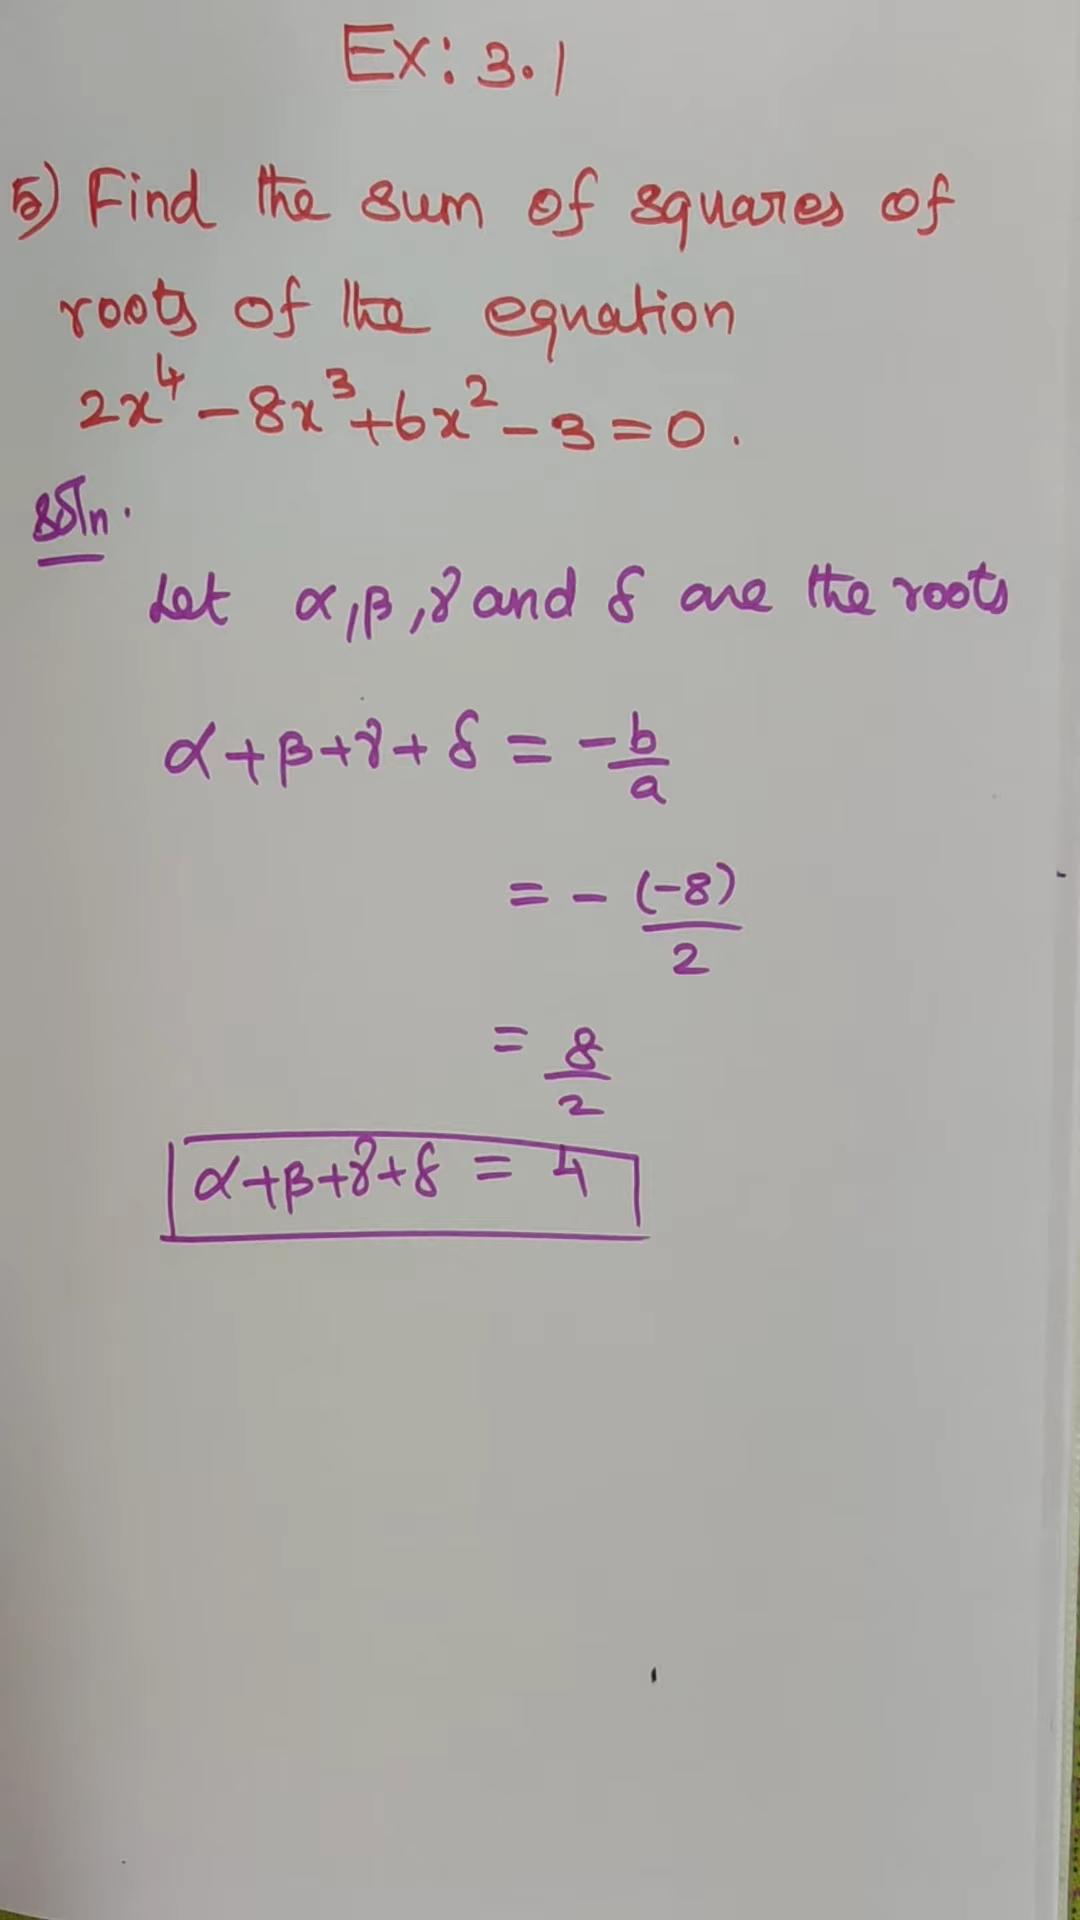 Ex: 3.1
5) Find the sum of squares of
roots of the equation
2x⁴ - 8x³ + 6x² - 3 = 0.
Soln.
Let α, β, γ and δ are the roots
α + β + γ + δ = -b/a
= - (-8)/2
= 8/2
α + β + γ + δ = 4